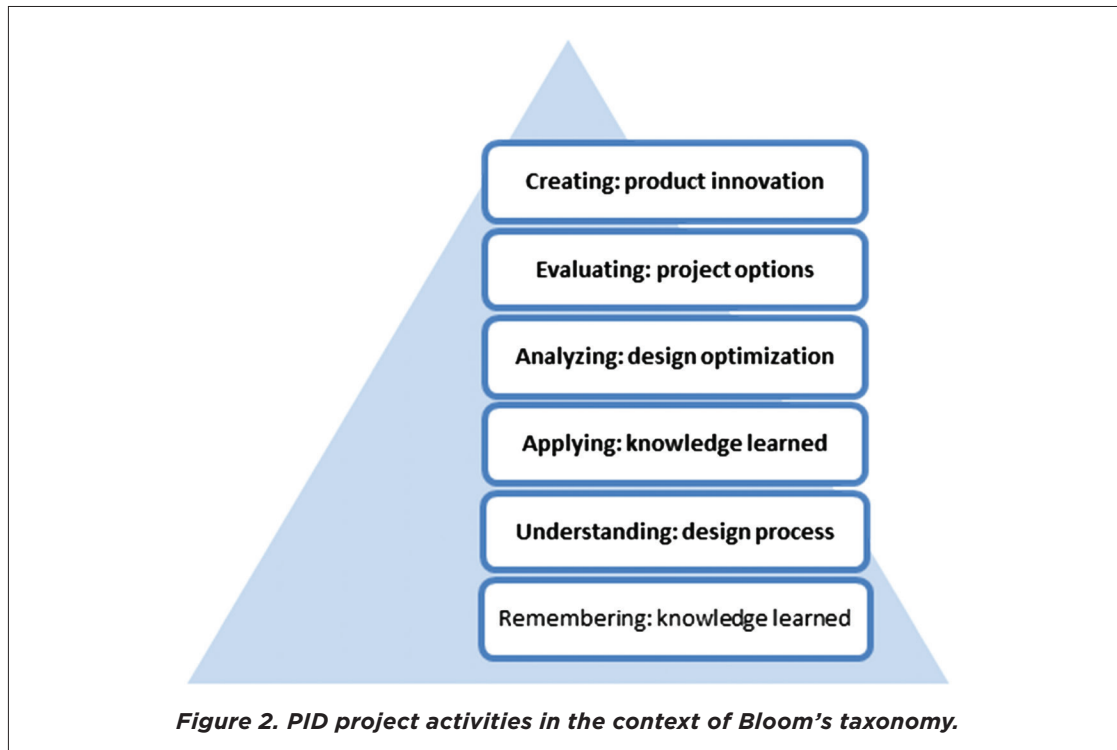 Creating: product innovation
Evaluating: project options
Analyzing: design optimization
Applying: knowledge learned
Understanding: design process
Remembering: knowledge learned
Figure 2. PID project activities in the context of Bloom’s taxonomy.